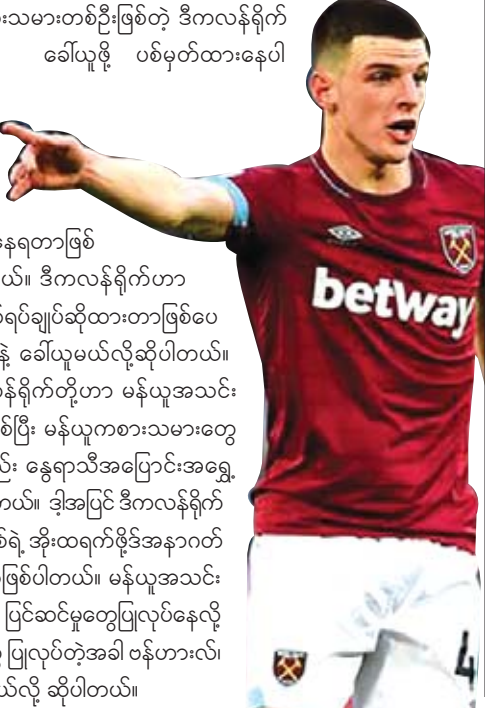 သမားတစ်ဦးဖြစ်တဲ့ ဒီကလန်ရိုက်
ခေါ်ယူဖို့ ပစ်မှတ်ထားနေပါ
နေရတာဖြစ်
ယ်။ ဒီကလန်ရိုက်ဟာ
ရပ်ချုပ်ဆိုထားတာဖြစ်ပေ
နဲ့ ခေါ်ယူမယ်လို့ဆိုပါတယ်။
န်ရိုက်တို့ဟာ မန်ယူအသင်း
စ်ပြီး မန်ယူကစားသမားတွေ
ည်း နွေရာသီအပြောင်းအရွှေ့
တယ်။ ဒါ့အပြင် ဒီကလန်ရိုက်
စ်ရဲ့ အိုးထရက်ဖို့ဒ်အနာဂတ်
ဖြစ်ပါတယ်။ မန်ယူအသင်း
ပြင်ဆင်မှုတွေပြုလုပ်နေလို့
ပြုလုပ်တဲ့အခါ ဗန်ဟားလ်၊
ယ်လို့ ဆိုပါတယ်။
betway
4